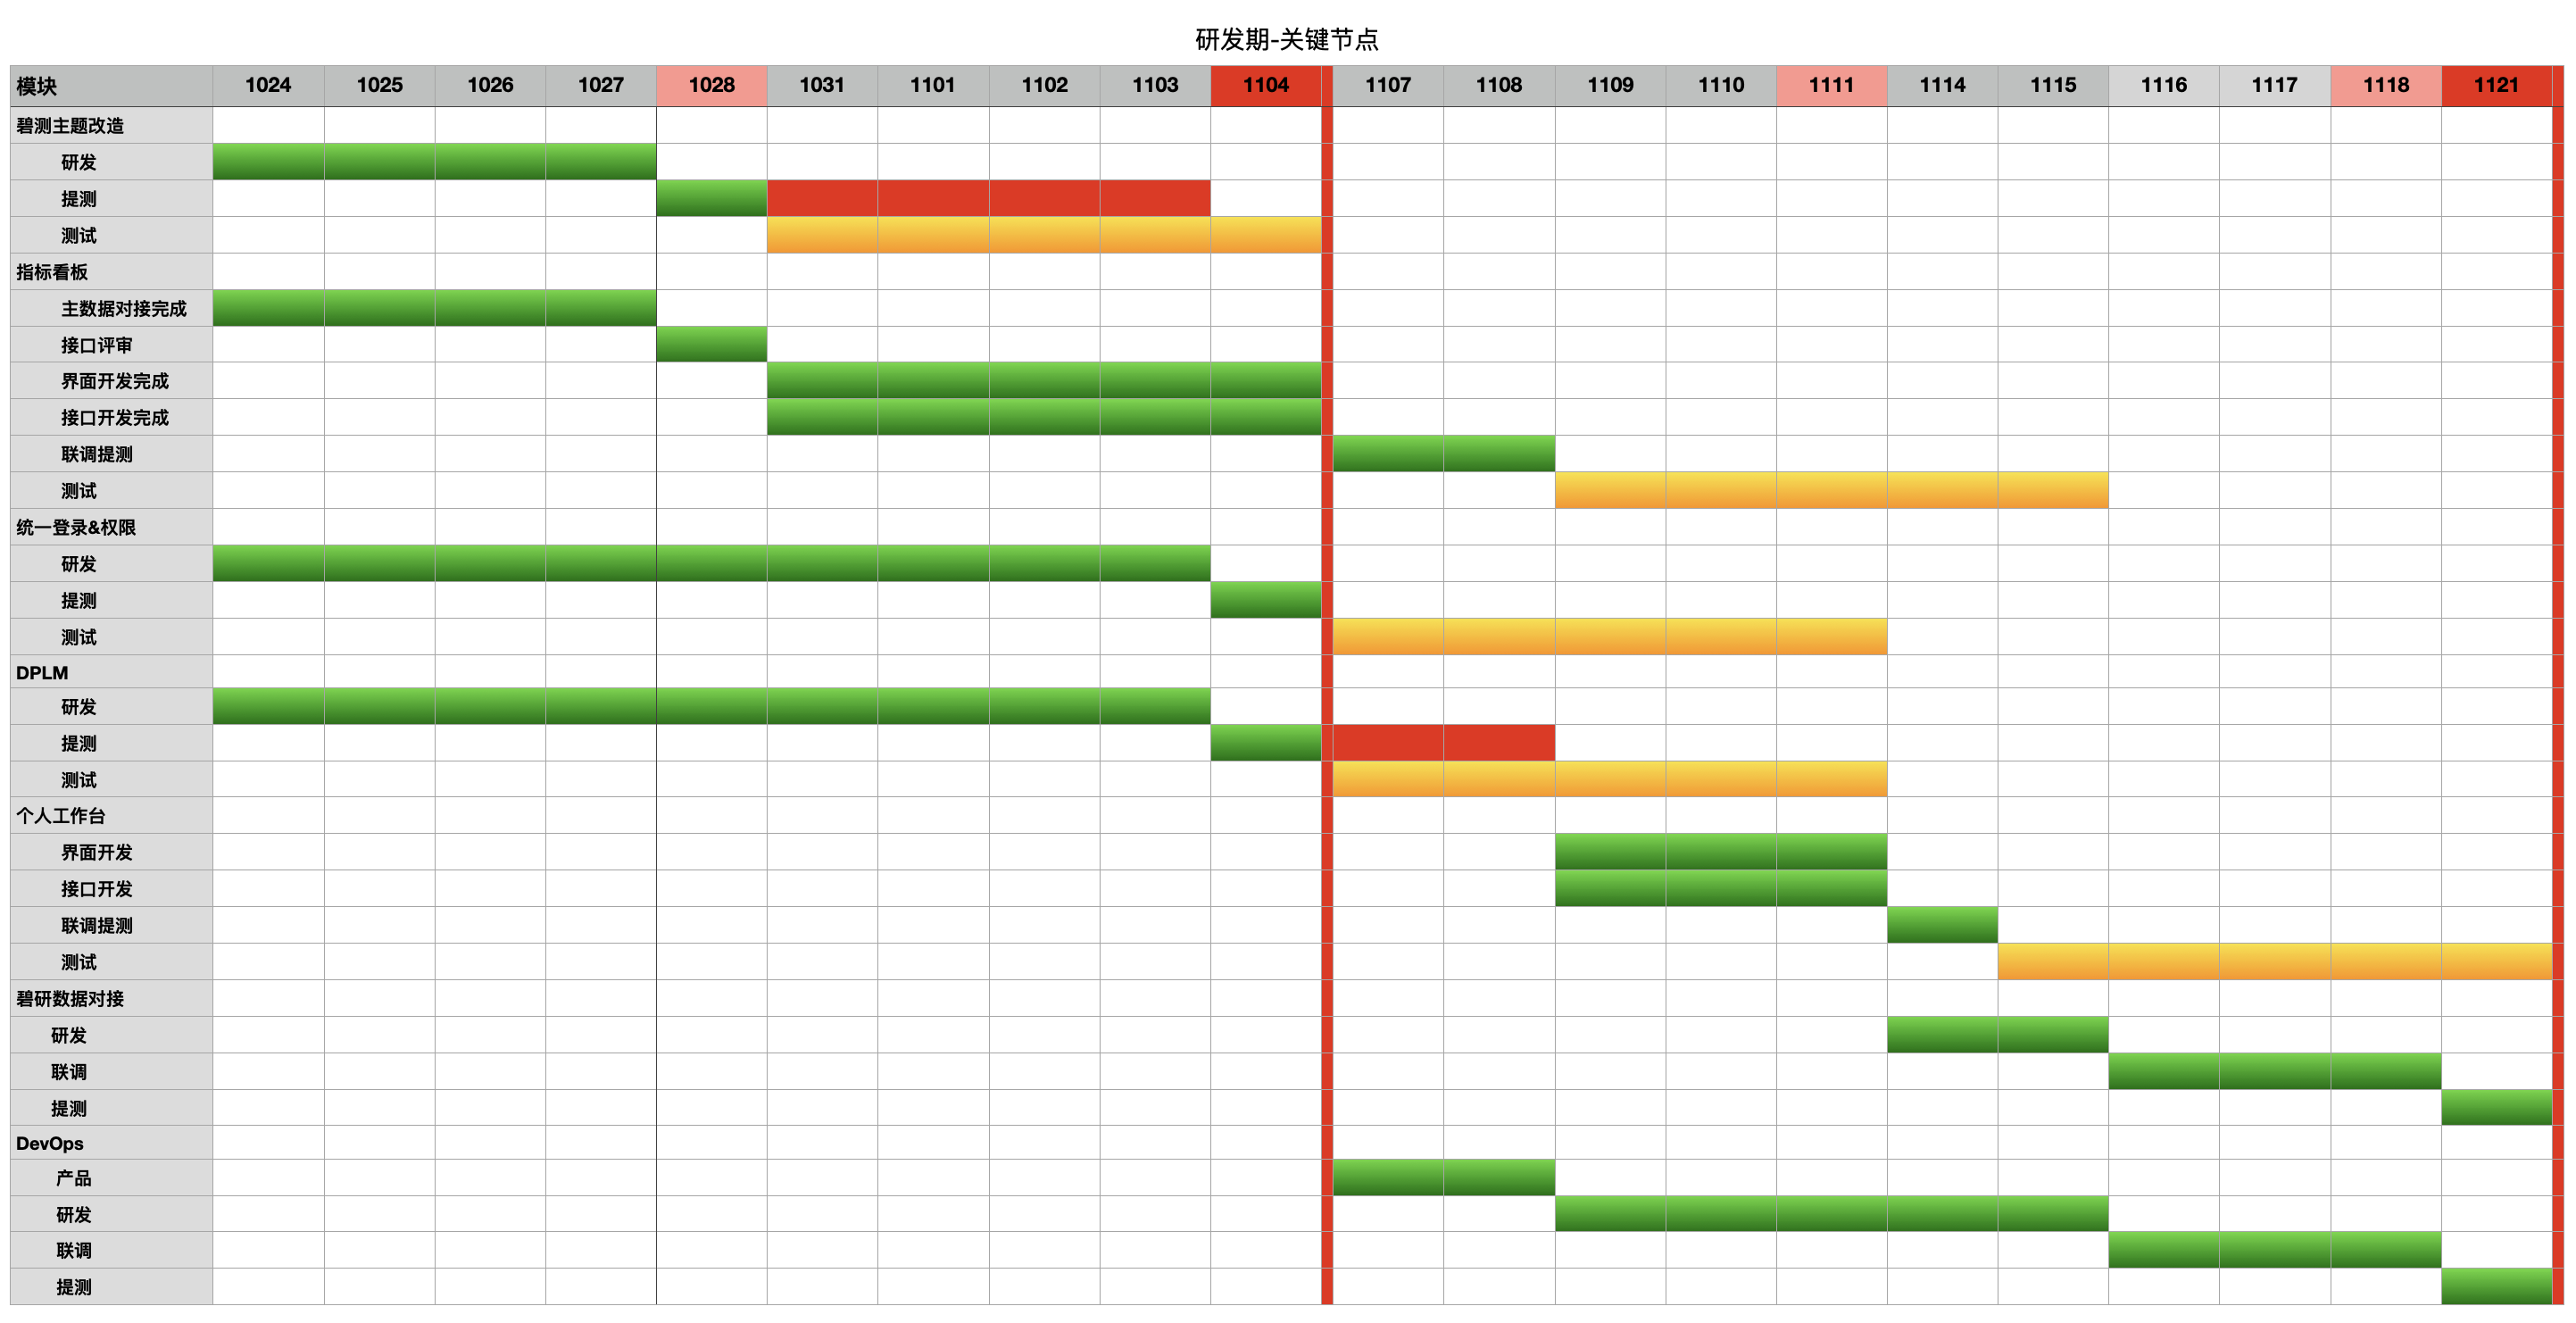 研发期-关键节点
模块 1024 1025 1026 1027 1028 1031 1101 1102 1103 1104 1107 1108 1109 1110 1111 1114 1115 1116 1117 1118 1121
碧测主题改造
研发
提测
测试
指标看板
主数据对接完成
接口评审
界面开发完成
接口开发完成
联调提测
测试
统一登录&权限
研发
提测
测试
DPLM
研发
提测
测试
个人工作台
界面开发
接口开发
联调提测
测试
碧研数据对接
研发
联调
提测
DevOps
产品
研发
联调
提测